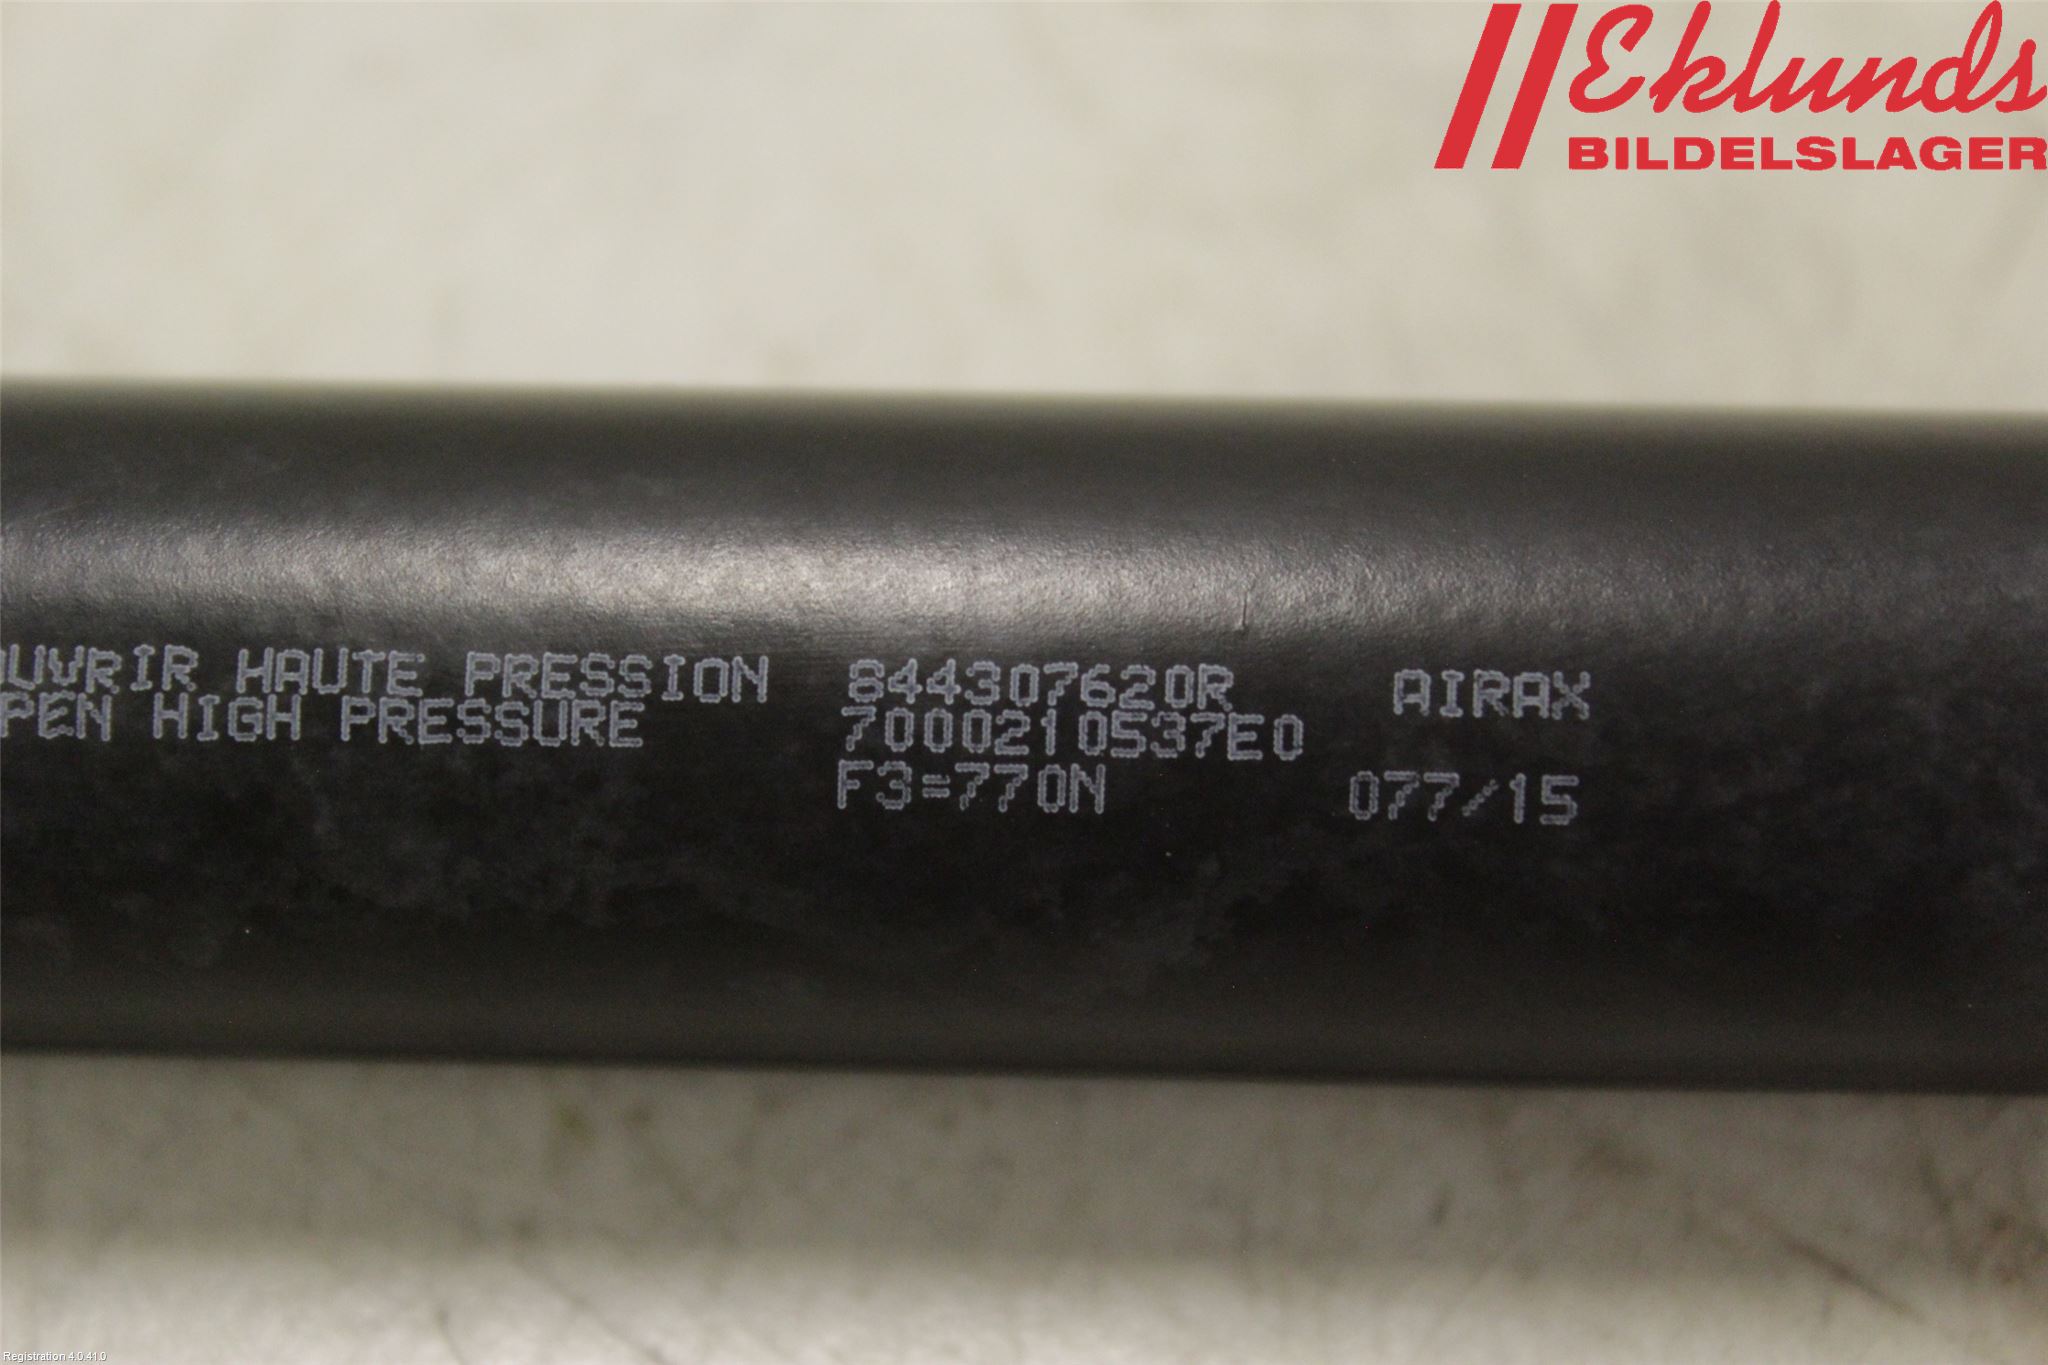 Eklunds
BILDELSLAGER
OUVRIR HAUTE PRESSION 844307620R AIRAX
PEN HIGH PRESSURE 7000210537E0
F3=770N 077/15
Registration 4.0.41.0